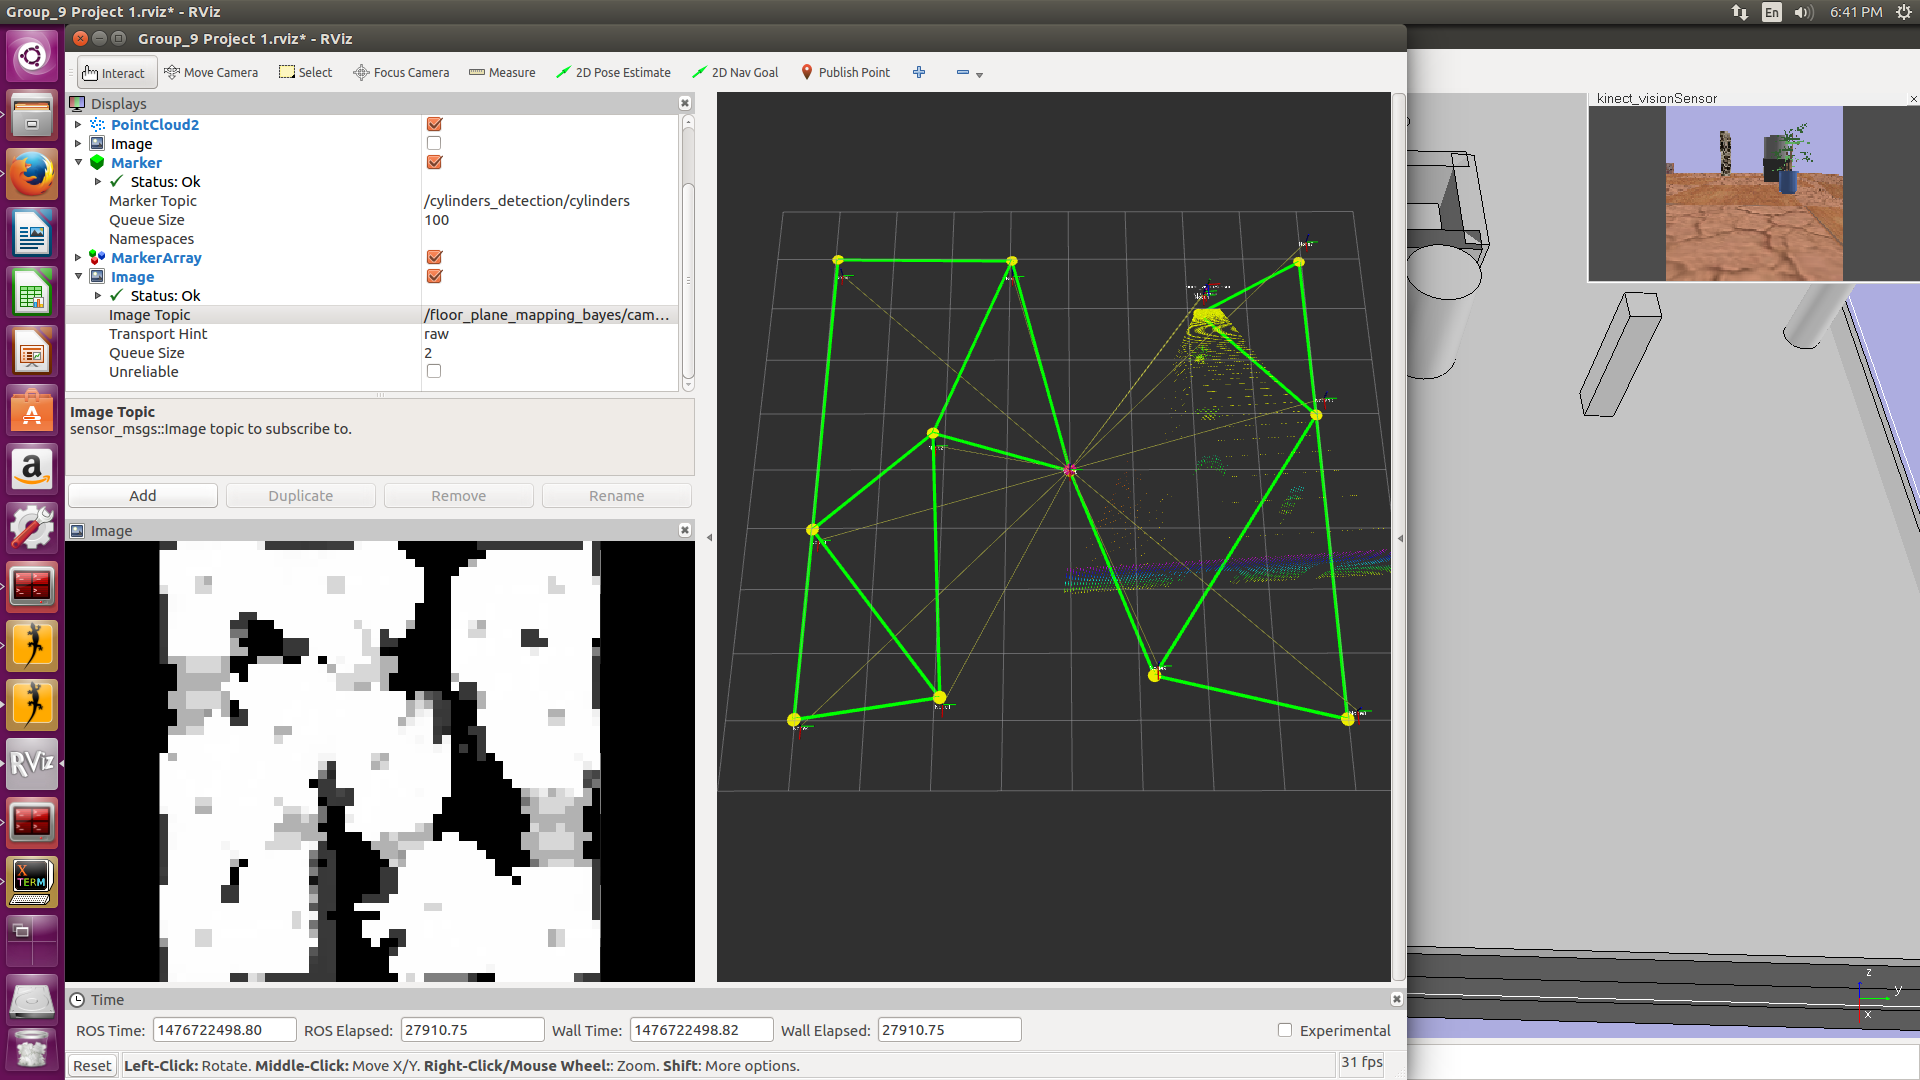 Group_9 Project 1.rviz* - RViz
En
6:41 PM
Group_9 Project 1.rviz* - RViz
Interact
Move Camera
Select
Focus Camera
Measure
2D Pose Estimate
2D Nav Goal
Publish Point
Displays
PointCloud2
Image
Marker
Status: Ok
Marker Topic /cylinders_detection/cylinders
Queue Size 100
Namespaces
MarkerArray
Image
Status: Ok
Image Topic /floor_plane_mapping_bayes/cam...
Transport Hint raw
Queue Size 2
Unreliable
Image Topic
sensor_msgs::Image topic to subscribe to.
Add
Duplicate
Remove
Rename
Image
kinect_visionSensor
z
y
x
RViz
X
TERM
Time
ROS Time: 1476722498.80
ROS Elapsed: 27910.75
Wall Time: 1476722498.82
Wall Elapsed: 27910.75
Experimental
Reset
Left-Click: Rotate. Middle-Click: Move X/Y. Right-Click/Mouse Wheel:: Zoom. Shift: More options.
31 fps